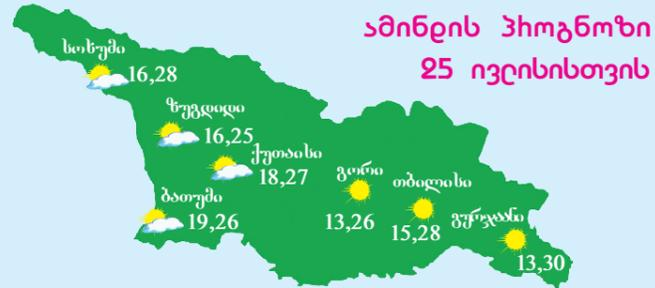 ამინდის პროგნოზი
25 ივლისისთვის
სოხუმი
16,28
ზუგდიდი
16,25
ქუთაისი
18,27
გორი
13,26
თბილისი
15,28
ბათუმი
19,26
გურჯაანი
13,30